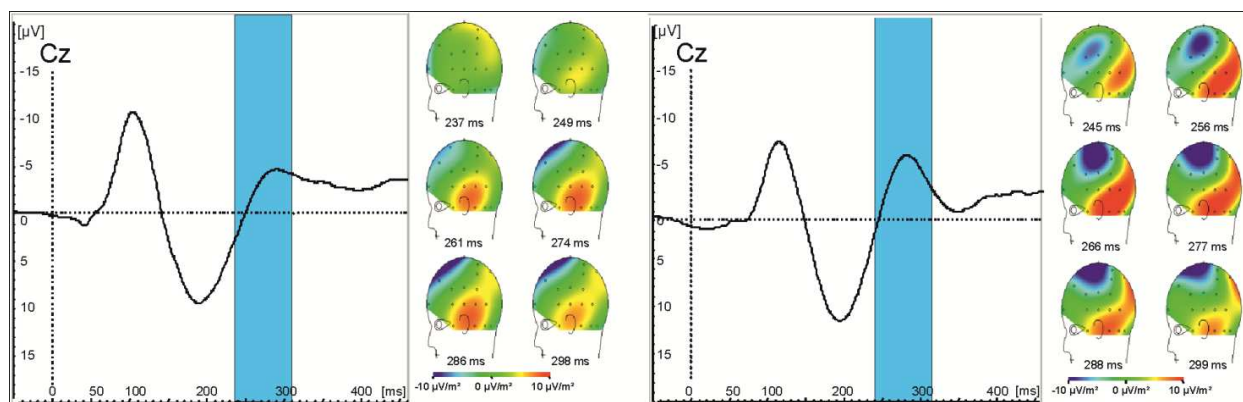 [µV]
Cz
-15
-10
-5
0
5
10
15
0 100 200 300 [ms]
237 ms 249 ms
261 ms 274 ms
286 ms 298 ms
-10 µV/m² 0 µV/m² 10 µV/m²
[µV]
Cz
-15
-10
-5
0
5
10
15
0 50 100 150 200 250 300 350 [ms]
245 ms 256 ms
266 ms 277 ms
288 ms 299 ms
-10 µV/m² 0 µV/m² 10 µV/m²